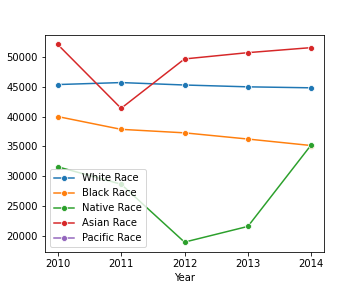 50000
45000
40000
35000
30000
25000
20000
White Race
Black Race
Native Race
Asian Race
Pacific Race
2010 2011 2012 2013 2014
Year